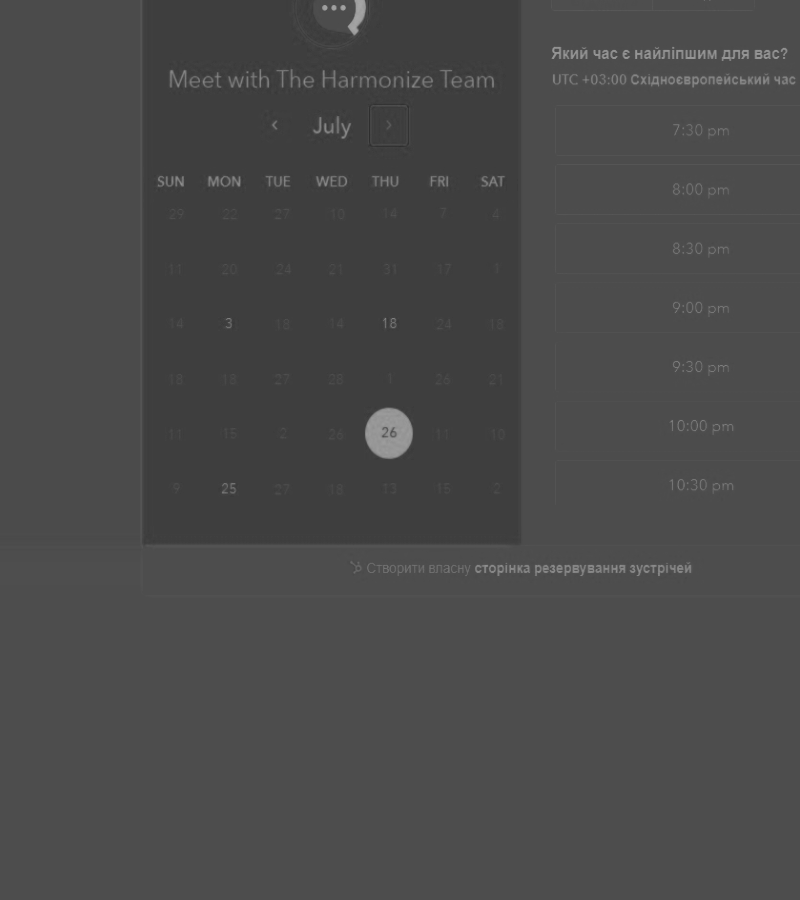 Meet with The Harmonize Team
July
SUN MON TUE WED THU FRI SAT
29 22 27 10 14 7 4
11 20 24 21 31 17 1
14 3 18 14 18 24 18
18 18 27 28 1 26 21
11 15 2 26 26 11 10
9 25 27 18 13 15 2
Який час є найліпшим для вас?
UTC +03:00 Східноєвропейський час
7:30 pm
8:00 pm
8:30 pm
9:00 pm
9:30 pm
10:00 pm
10:30 pm
Створити власну сторінка резервування зустрічей